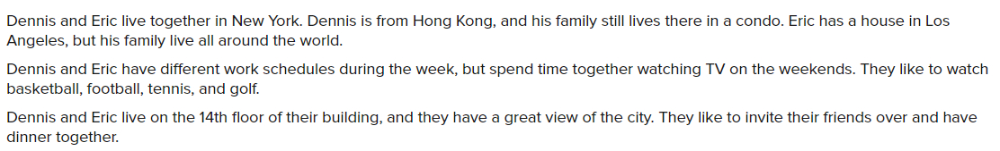 Dennis and Eric live together in New York. Dennis is from Hong Kong, and his family still lives there in a condo. Eric has a house in Los
Angeles, but his family live all around the world.
Dennis and Eric have different work schedules during the week, but spend time together watching TV on the weekends. They like to watch
basketball, football, tennis, and golf.
Dennis and Eric live on the 14th floor of their building, and they have a great view of the city. They like to invite their friends over and have
dinner together.